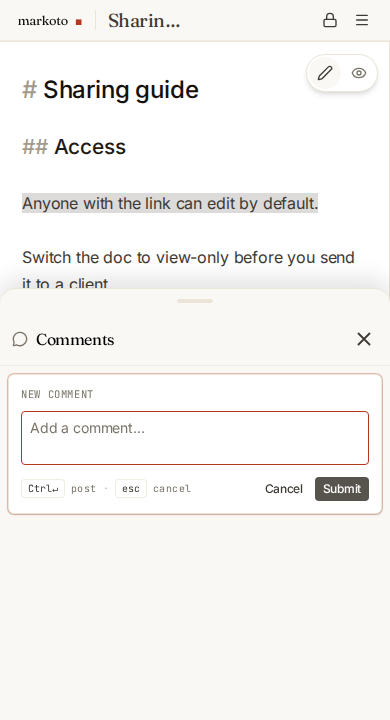 markoto
Sharin...
# Sharing guide
## Access
Anyone with the link can edit by default.
Switch the doc to view-only before you send
it to a client
Comments
NEW COMMENT
Add a comment...
Ctrl↵ post · esc cancel
Cancel
Submit